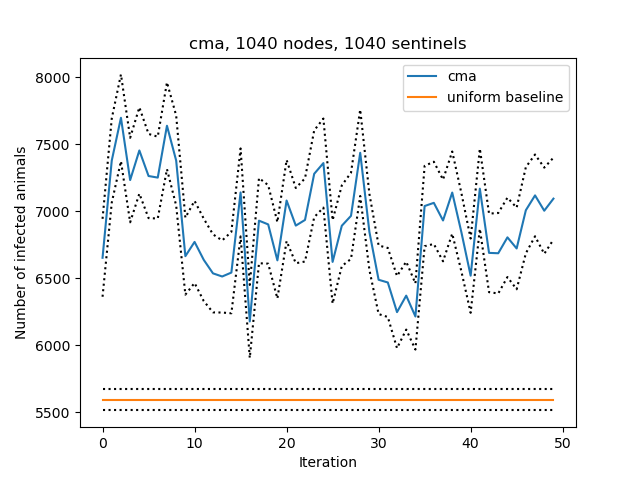 cma, 1040 nodes, 1040 sentinels
cma
uniform baseline
Number of infected animals
8000
7500
7000
6500
6000
5500
0 10 20 30 40 50
Iteration